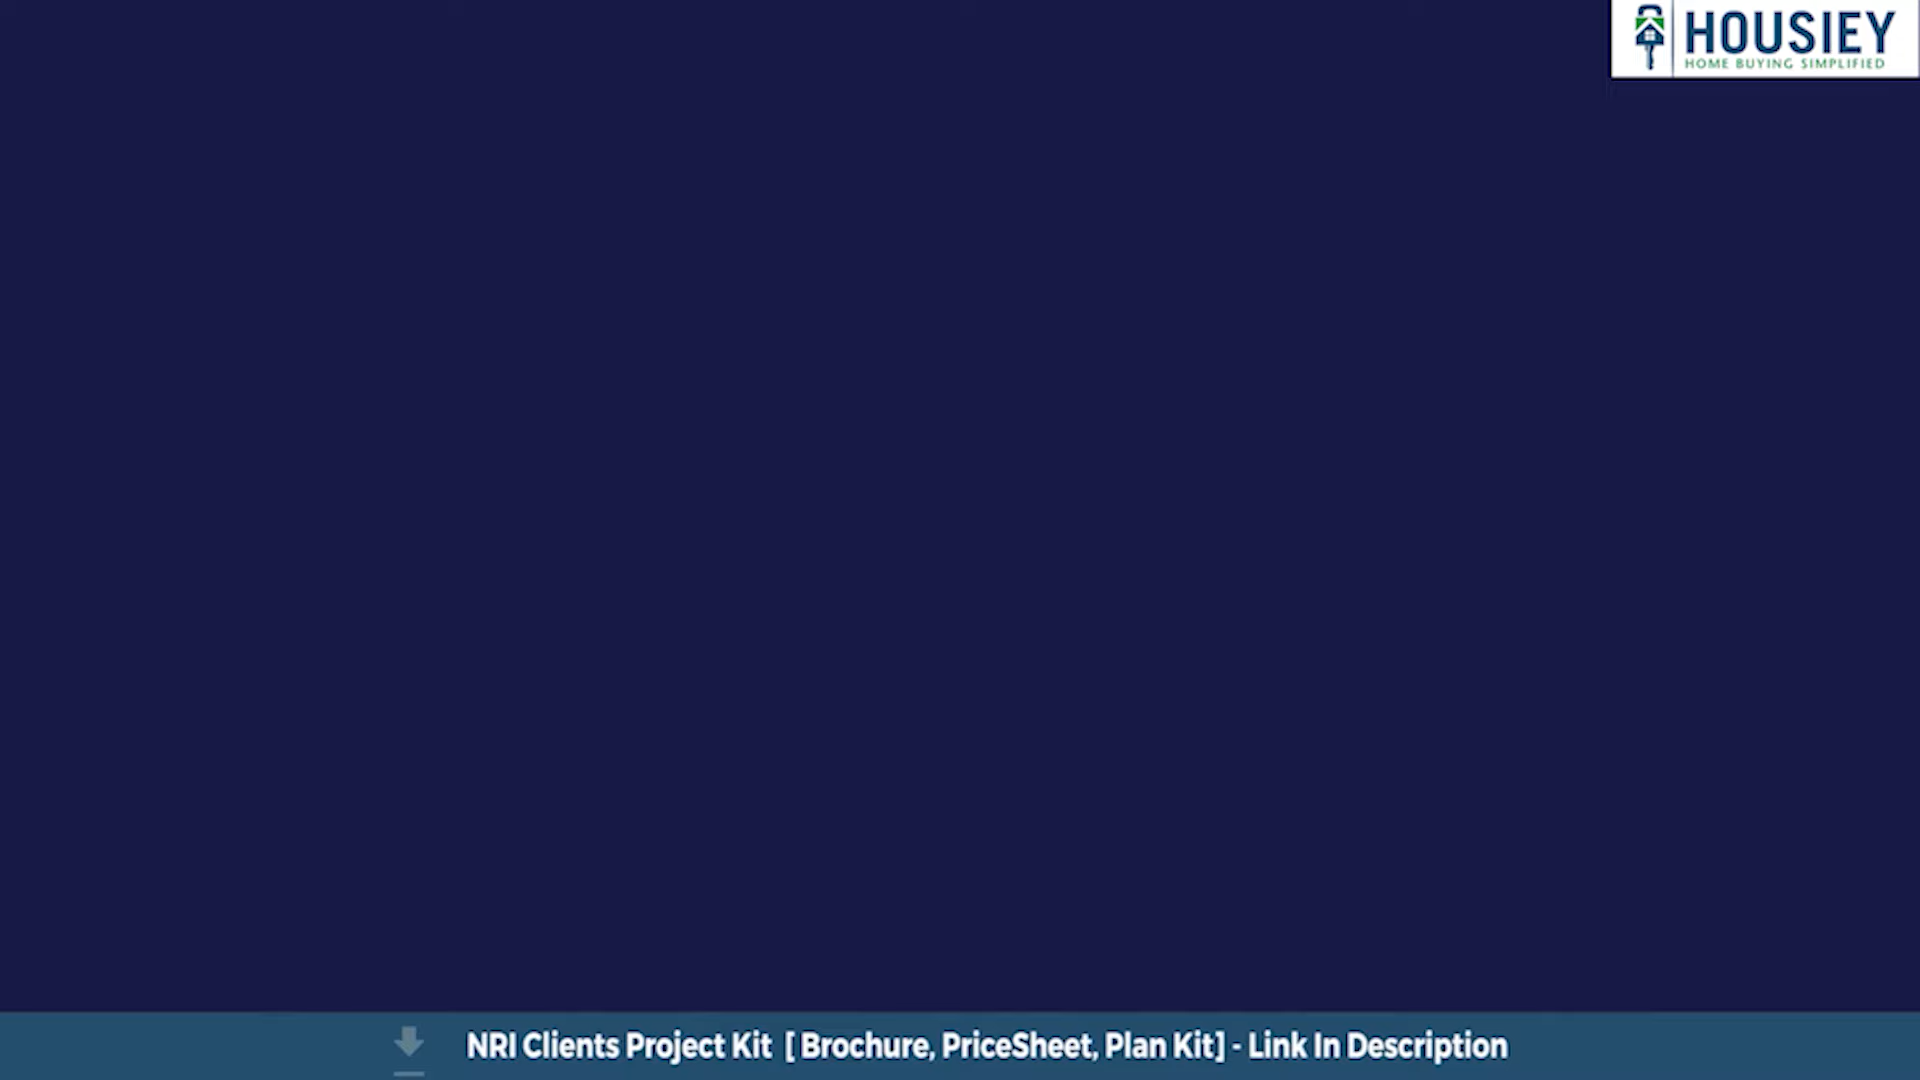 HOUSIEY
HOME BUYING SIMPLIFIED
NRI Clients Project Kit [ Brochure, PriceSheet, Plan Kit] - Link In Description